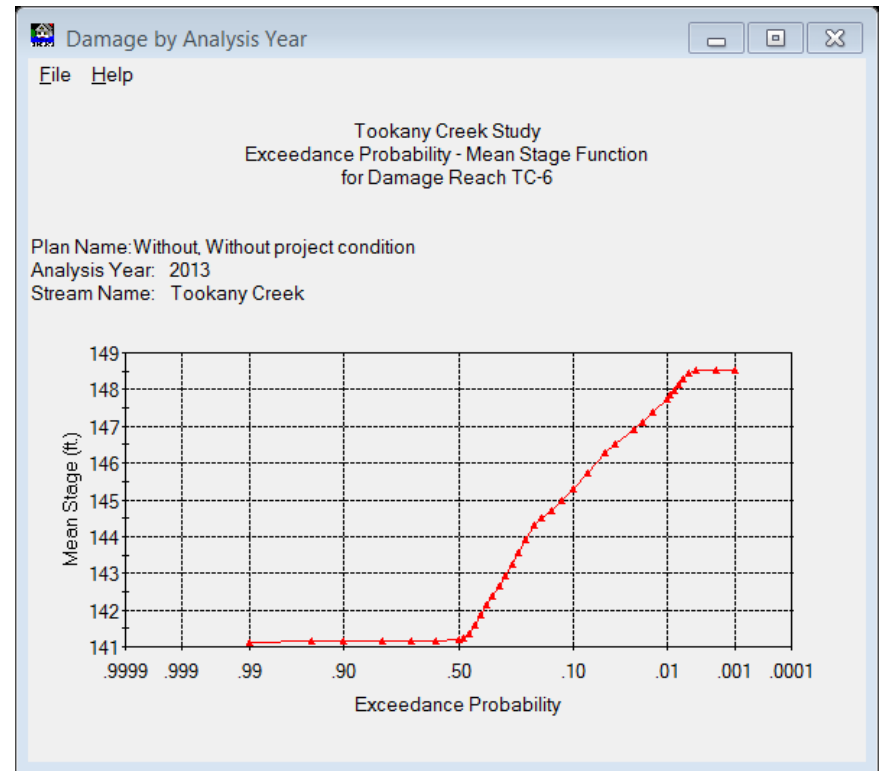 Damage by Analysis Year
File Help
Tookany Creek Study
Exceedance Probability - Mean Stage Function
for Damage Reach TC-6
Plan Name:Without, Without project condition
Analysis Year: 2013
Stream Name: Tookany Creek
149
148
147
146
145
144
143
142
141
Mean Stage (ft.)
.9999 .999 .99 .90 .50 .10 .01 .001 .0001
Exceedance Probability